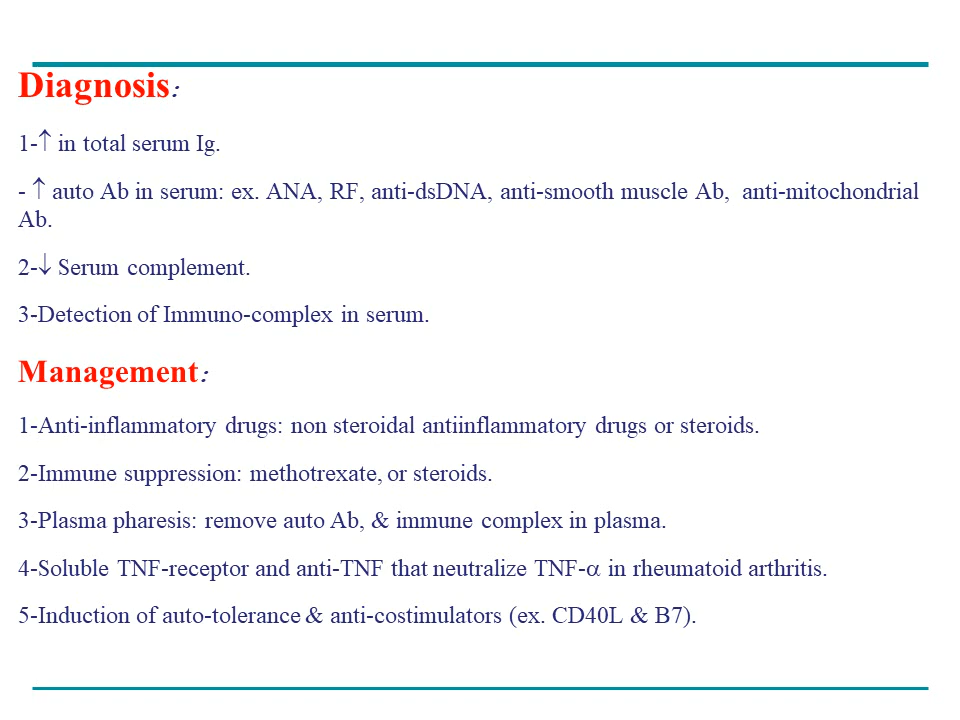 Diagnosis:
1-↑ in total serum Ig.
- ↑ auto Ab in serum: ex. ANA, RF, anti-dsDNA, anti-smooth muscle Ab, anti-mitochondrial
Ab.
2-↓ Serum complement.
3-Detection of Immuno-complex in serum.
Management:
1-Anti-inflammatory drugs: non steroidal antiinflammatory drugs or steroids.
2-Immune suppression: methotrexate, or steroids.
3-Plasma pharesis: remove auto Ab, & immune complex in plasma.
4-Soluble TNF-receptor and anti-TNF that neutralize TNF-α in rheumatoid arthritis.
5-Induction of auto-tolerance & anti-costimulators (ex. CD40L & B7).